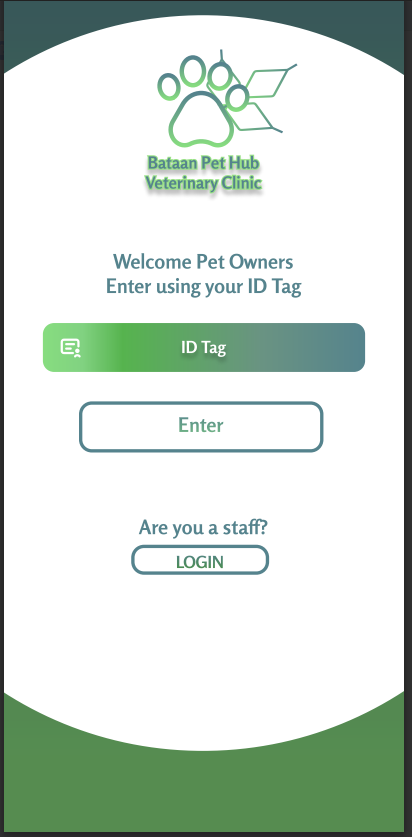 Bataan Pet Hub
Veterinary Clinic
Welcome Pet Owners
Enter using your ID Tag
ID Tag
Enter
Are you a staff?
LOGIN